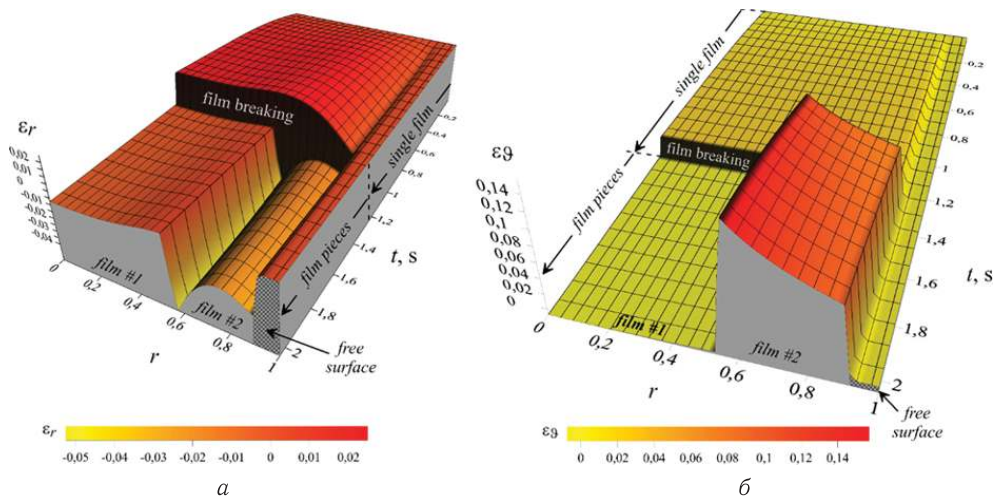 film breaking
single film
film pieces
εr
0,02
0,01
0
-0,01
-0,02
-0,03
-0,04
film #1
film #2
0
0,2
0,4
0,6
0,8
1
r
0,2
0,4
0,6
0,8
1
1,2
1,4
1,6
1,8
2
t, s
free
surface
εr
-0,05 -0,04 -0,03 -0,02 -0,01 0 0,01 0,02
а
single film
film breaking
film pieces
εϑ
0,14
0,12
0,1
0,08
0,06
0,04
0,02
0
film #1
film #2
0
0,2
0,4
0,6
0,8
1
r
0,2
0,4
0,6
0,8
1
1,2
1,4
1,6
1,8
2
t, s
free
surface
εϑ
0 0,02 0,04 0,06 0,08 0,1 0,12 0,14
б